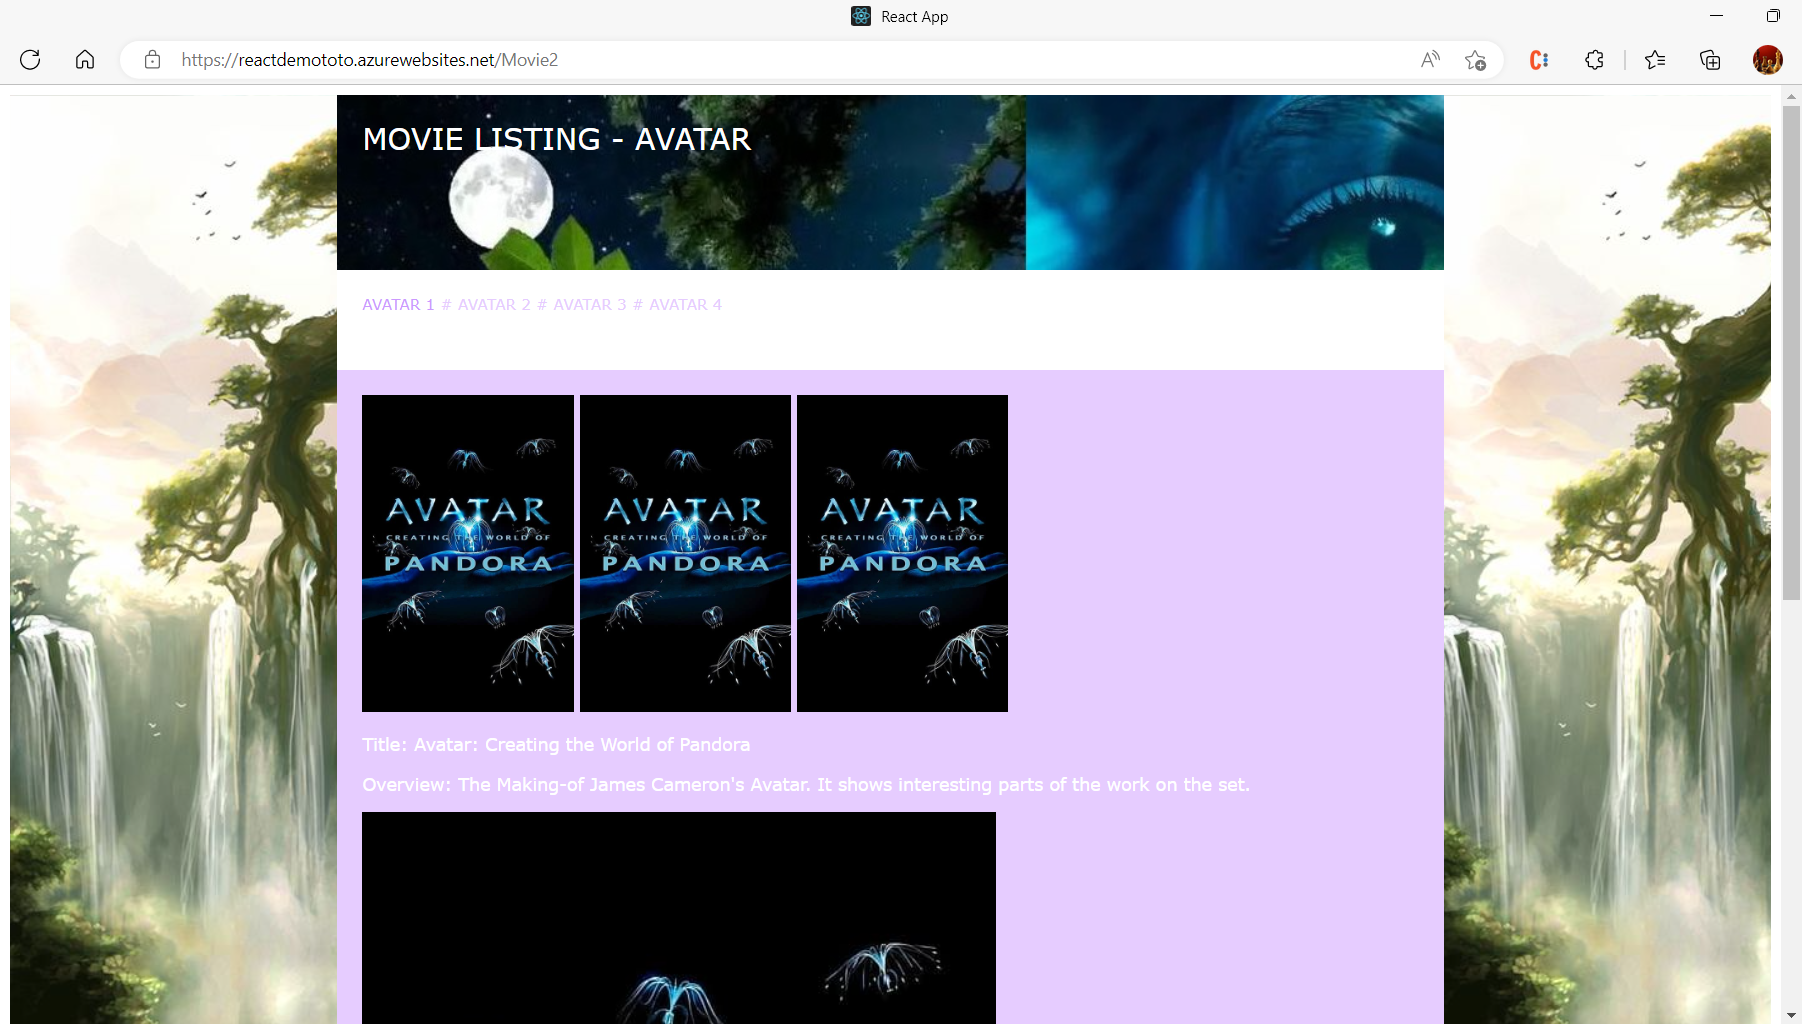 React App
https://reactdemototo.azurewebsites.net/Movie2
MOVIE LISTING - AVATAR
AVATAR 1 # AVATAR 2 # AVATAR 3 # AVATAR 4
AVATAR AVATAR AVATAR
CREATING THE WORLD OF CREATING THE WORLD OF CREATING THE WORLD OF
PANDORA PANDORA PANDORA
Title: Avatar: Creating the World of Pandora
Overview: The Making-of James Cameron's Avatar. It shows interesting parts of the work on the set.